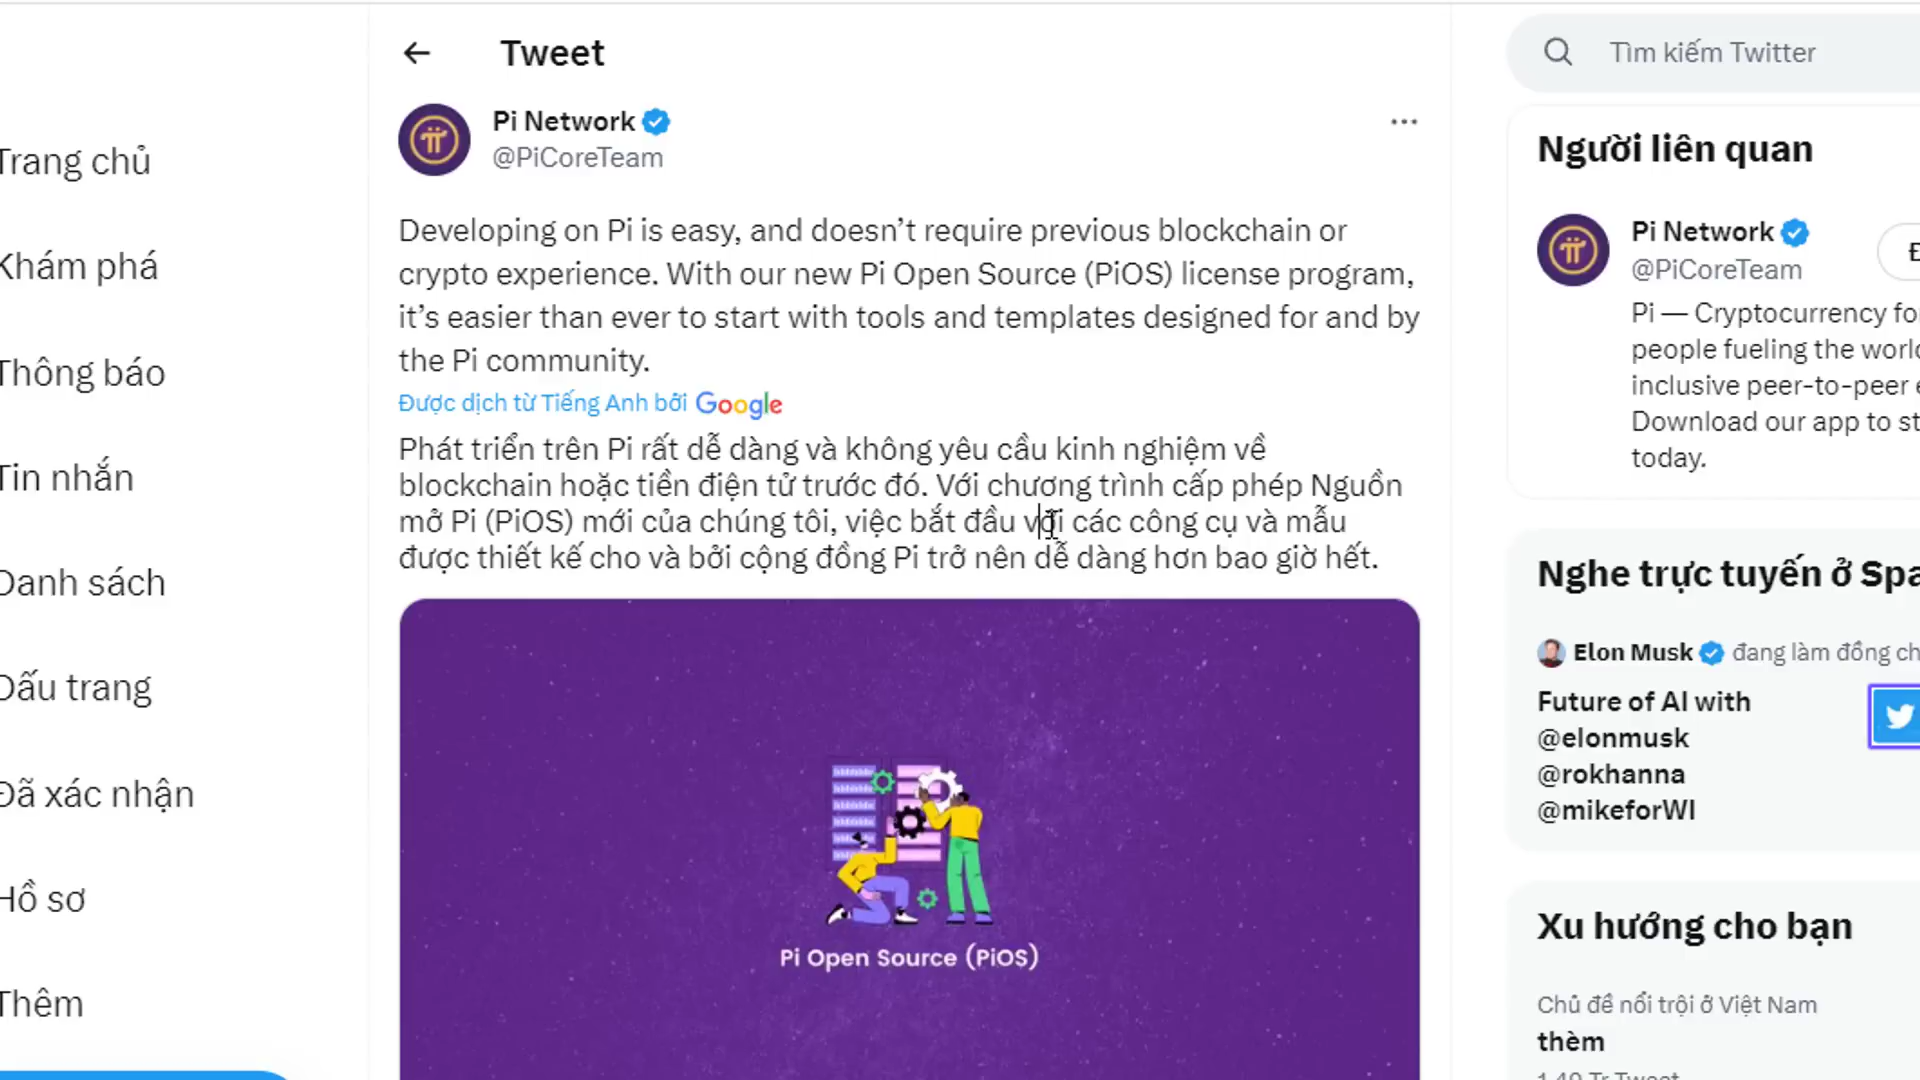 Tweet
Tìm kiếm Twitter
Trang chủ
Khám phá
Thông báo
Tin nhắn
Danh sách
Dấu trang
Đã xác nhận
Hồ sơ
Thêm
Pi Network
@PiCoreTeam
Developing on Pi is easy, and doesn’t require previous blockchain or
crypto experience. With our new Pi Open Source (PiOS) license program,
it’s easier than ever to start with tools and templates designed for and by
the Pi community.
Được dịch từ Tiếng Anh bởi Google
Phát triển trên Pi rất dễ dàng và không yêu cầu kinh nghiệm về
blockchain hoặc tiền điện tử trước đó. Với chương trình cấp phép Nguồn
mở Pi (PiOS) mới của chúng tôi, việc bắt đầu với các công cụ và mẫu
được thiết kế cho và bởi cộng đồng Pi trở nên dễ dàng hơn bao giờ hết.
Pi Open Source (PiOS)
Người liên quan
Pi Network
@PiCoreTeam
Pi — Cryptocurrency fo
people fueling the world
inclusive peer-to-peer
Download our app to st
today.
Nghe trực tuyến ở Spa
Elon Musk đang làm đồng ch
Future of AI with
@elonmusk
@rokhanna
@mikeforWI
Xu hướng cho bạn
Chủ đề nổi trội ở Việt Nam
thèm
1,49 Tr Tweet